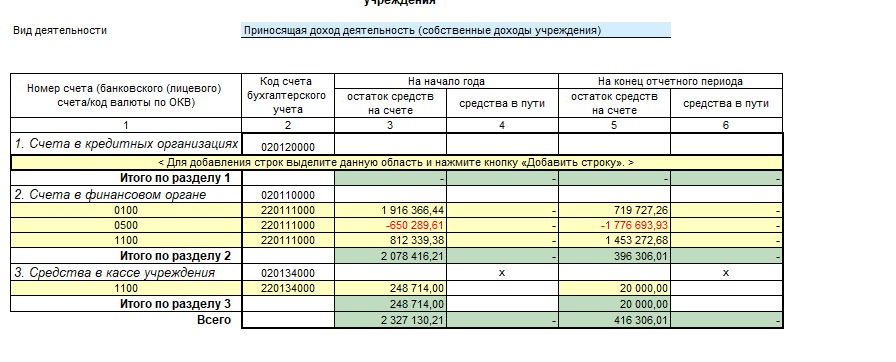 учреждения
Вид деятельности Приносящая доход деятельность (собственные доходы учреждения)
Номер счета (банковского (лицевого) счета/код валюты по ОКВ) Код счета бухгалтерского учета На начало года На конец отчетного периода
остаток средств на счете средства в пути остаток средств на счете средства в пути
1 2 3 4 5 6
1. Счета в кредитных организациях 020120000
< Для добавления строк выделите данную область и нажмите кнопку «Добавить строку». >
Итого по разделу 1 - - - -
2. Счета в финансовом органе 020110000
0100 220111000 1 916 366,44 - 719 727,26 -
0500 220111000 -650 289,61 - -1 776 693,93 -
1100 220111000 812 339,38 - 1 453 272,68 -
Итого по разделу 2 2 078 416,21 - 396 306,01 -
3. Средства в кассе учреждения 020134000 х х
1100 220134000 248 714,00 20 000,00
Итого по разделу 3 248 714,00 20 000,00
Всего 2 327 130,21 - 416 306,01 -